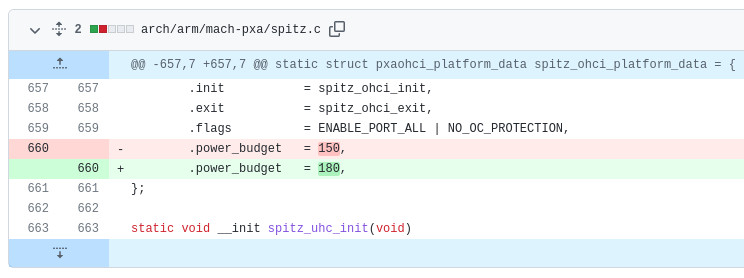 2 arch/arm/mach-pxa/spitz.c
@@ -657,7 +657,7 @@ static struct pxaohci_platform_data spitz_ohci_platform_data = {
657 657 .init = spitz_ohci_init,
658 658 .exit = spitz_ohci_exit,
659 659 .flags = ENABLE_PORT_ALL | NO_OC_PROTECTION,
660 - .power_budget = 150,
660 + .power_budget = 180,
661 661 };
662 662
663 663 static void __init spitz_uhc_init(void)